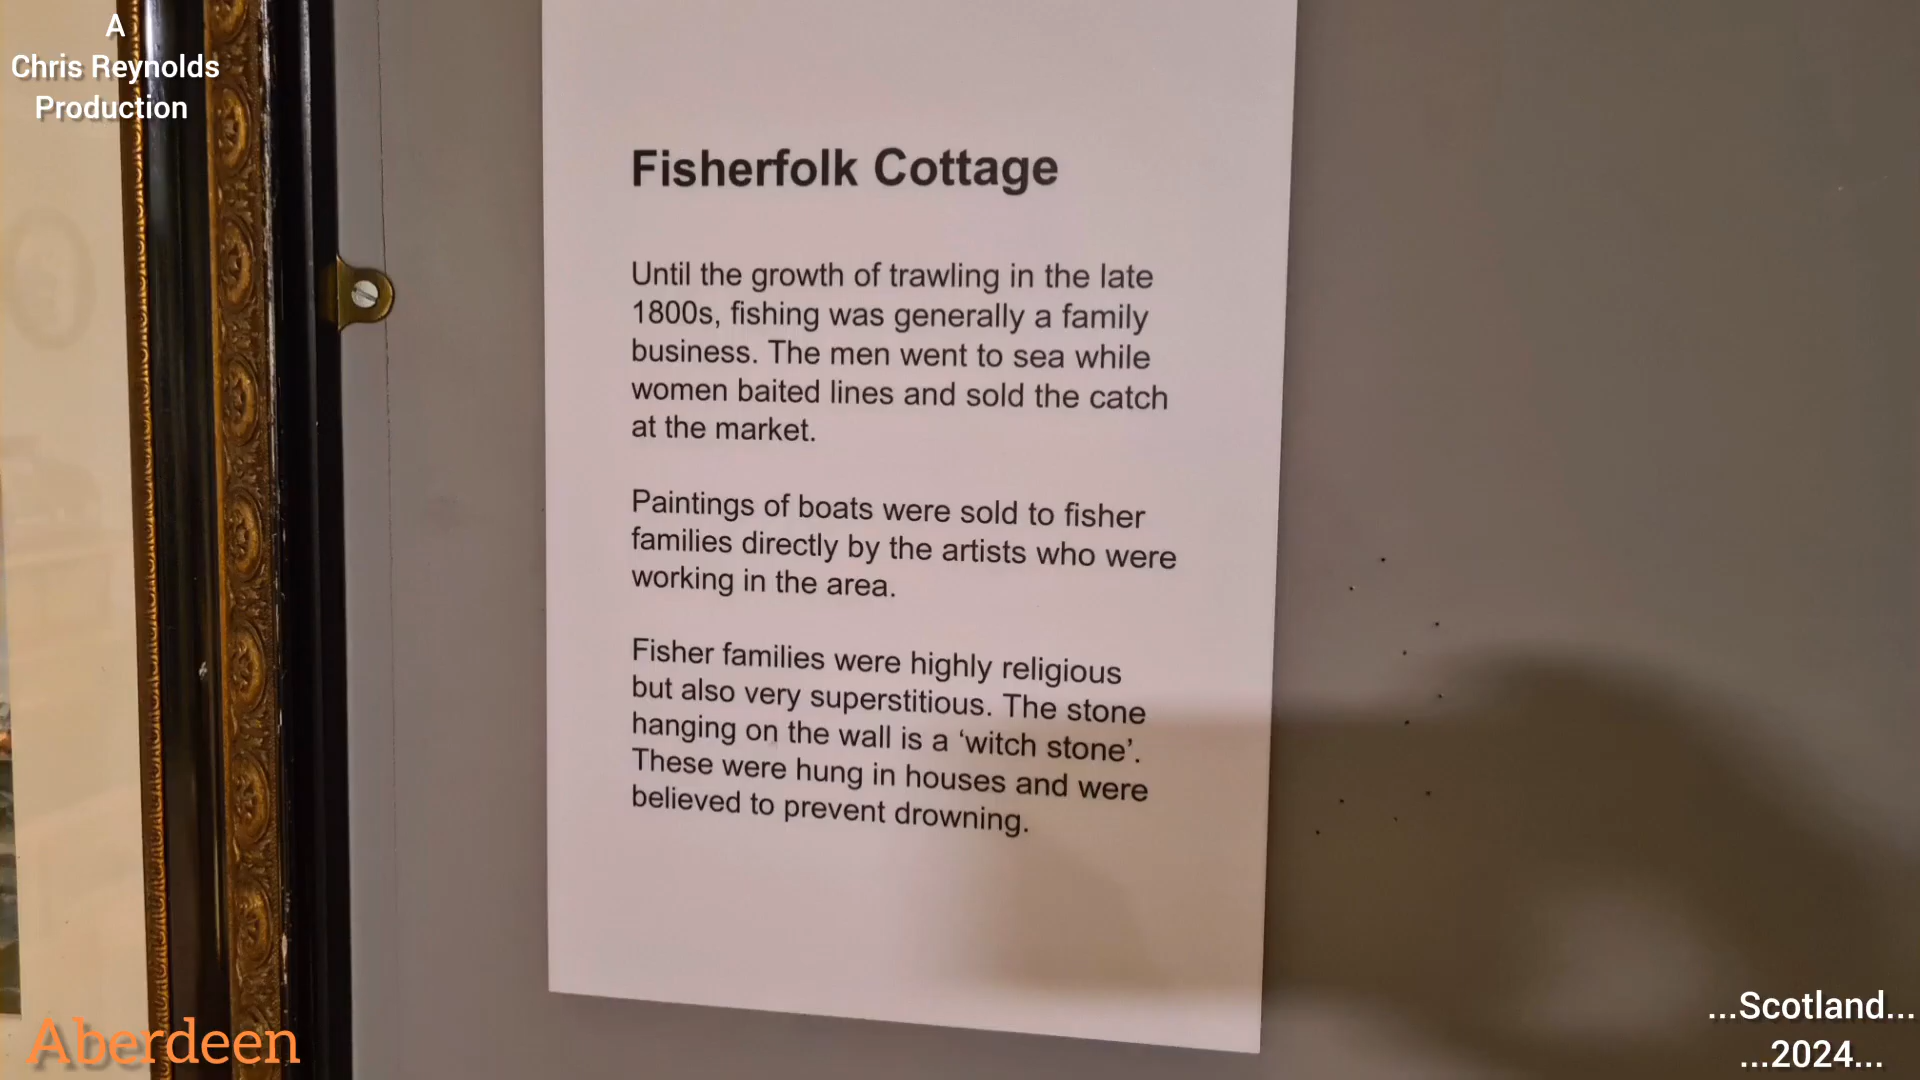 A
Chris Reynolds
Production
Fisherfolk Cottage
Until the growth of trawling in the late
1800s, fishing was generally a family
business. The men went to sea while
women baited lines and sold the catch
at the market.
Paintings of boats were sold to fisher
families directly by the artists who were
working in the area.
Fisher families were highly religious
but also very superstitious. The stone
hanging on the wall is a ‘witch stone’.
These were hung in houses and were
believed to prevent drowning.
Aberdeen
...Scotland...
...2024...